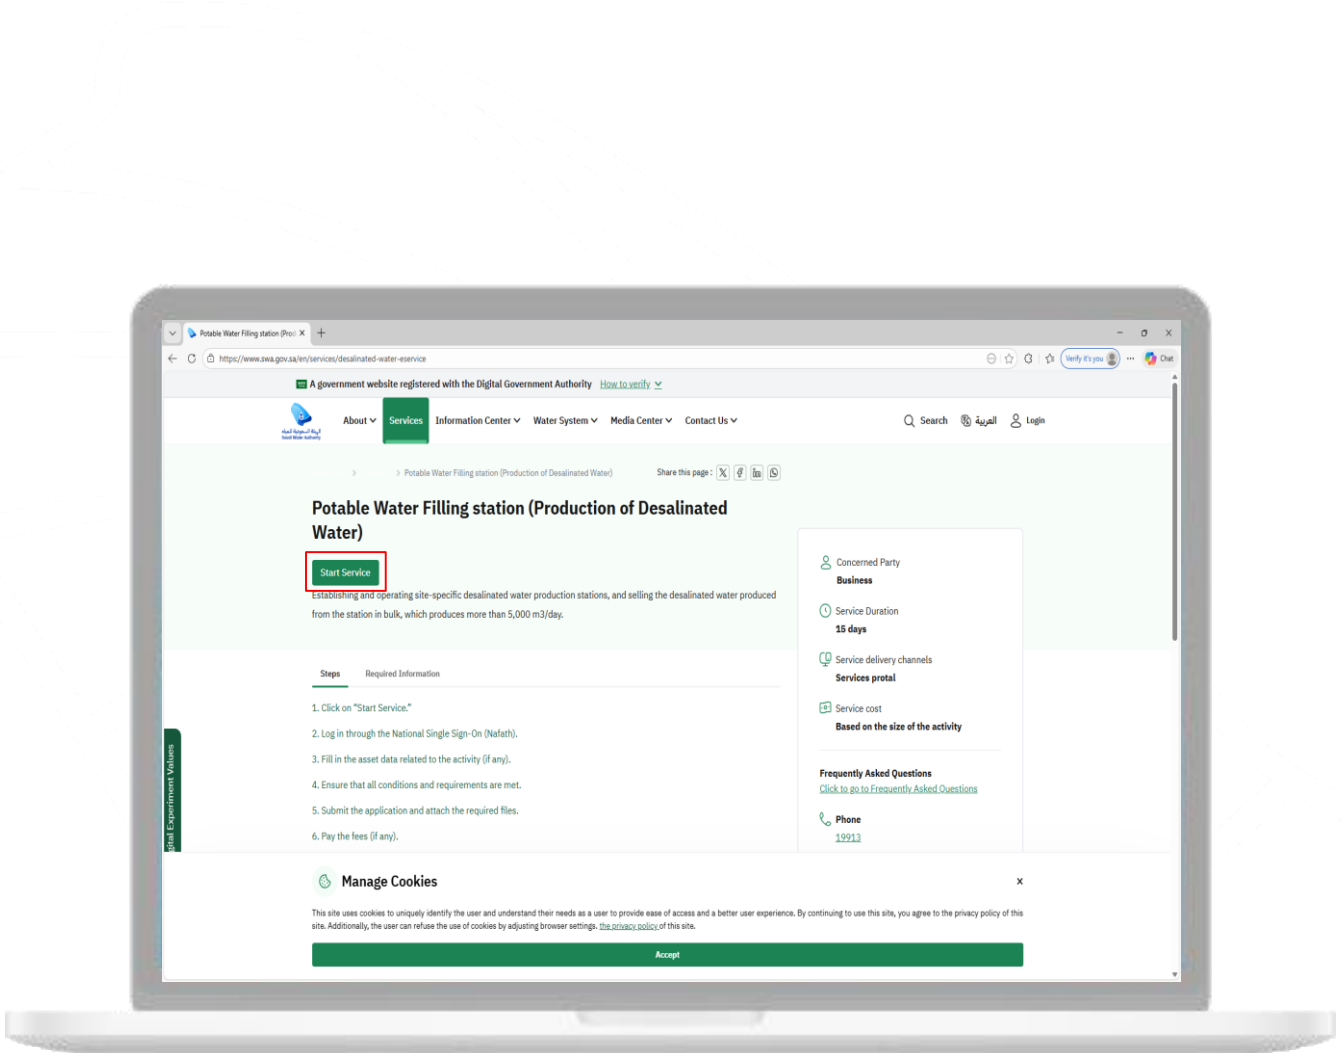 Potable Water Filling station (Pro
https://www.swa.gov.sa/en/services/desalinated-water-eservice
Verify it's you
Chat
A government website registered with the Digital Government Authority How to verify
About Services Information Center Water System Media Center Contact Us Search العربية Login
الهيئة السعودية للمياه
Saudi Water Authority
> > Potable Water Filling station (Production of Desalinated Water) Share this page :
Potable Water Filling station (Production of Desalinated
Water)
Start Service
Establishing and operating site-specific desalinated water production stations, and selling the desalinated water produced
from the station in bulk, which produces more than 5,000 m3/day.
Steps Required Information
1. Click on "Start Service."
2. Log in through the National Single Sign-On (Nafath).
3. Fill in the asset data related to the activity (if any).
4. Ensure that all conditions and requirements are met.
5. Submit the application and attach the required files.
6. Pay the fees (if any).
Concerned Party
Business
Service Duration
15 days
Service delivery channels
Services protal
Service cost
Based on the size of the activity
Frequently Asked Questions
Click to go to Frequently Asked Questions
Phone
19913
gital Experiment Values
Manage Cookies
x
This site uses cookies to uniquely identify the user and understand their needs as a user to provide ease of access and a better user experience. By continuing to use this site, you agree to the privacy policy of this
site. Additionally, the user can refuse the use of cookies by adjusting browser settings. the privacy policy of this site.
Accept